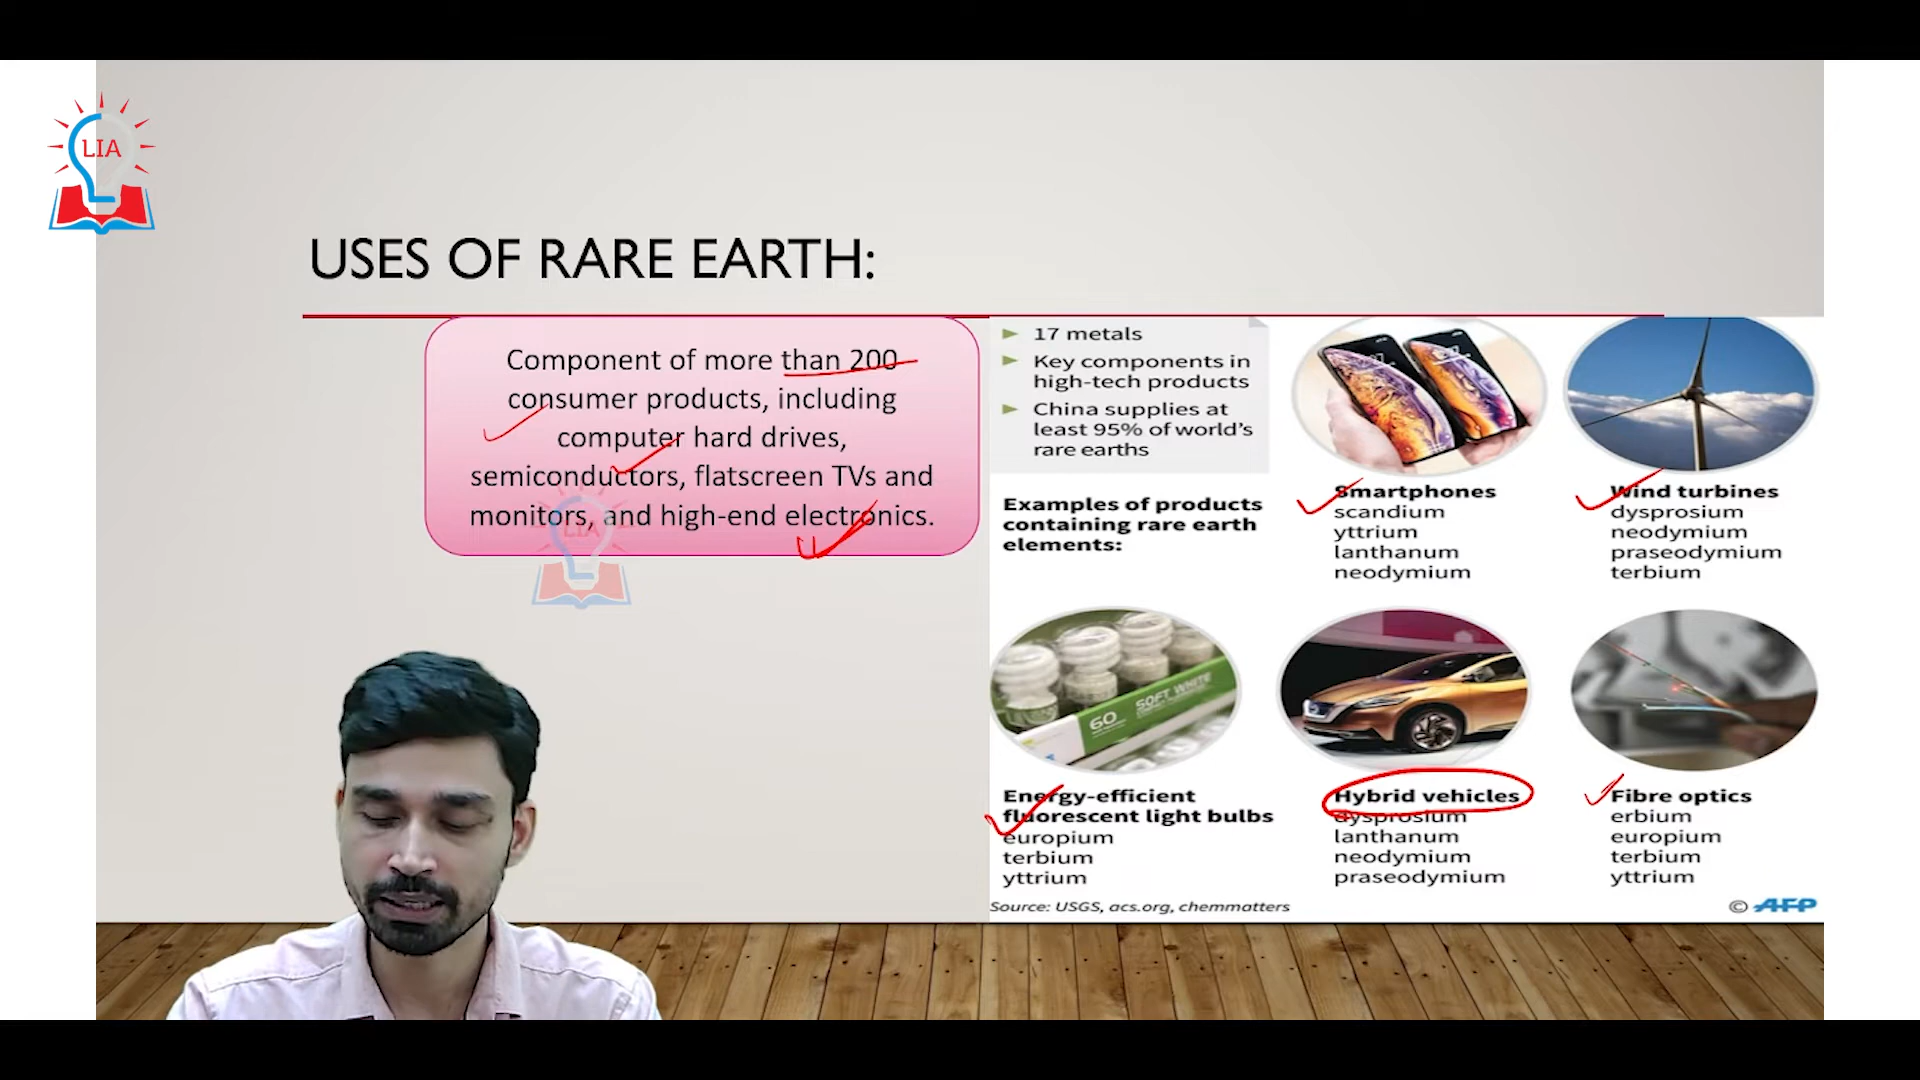 LIA
USES OF RARE EARTH:
Component of more than 200
consumer products, including
computer hard drives,
semiconductors, flatscreen TVs and
monitors, and high-end electronics.
LIA
17 metals
Key components in
high-tech products
China supplies at
least 95% of world's
rare earths
Examples of products
containing rare earth
elements:
Smartphones
scandium
yttrium
lanthanum
neodymium
Wind turbines
dysprosium
neodymium
praseodymium
terbium
60 SOFT WHITE
Energy-efficient
fluorescent light bulbs
europium
terbium
yttrium
Hybrid vehicles
dysprosium
lanthanum
neodymium
praseodymium
Fibre optics
erbium
europium
terbium
yttrium
Source: USGS, acs.org, chemmatters
© AFP